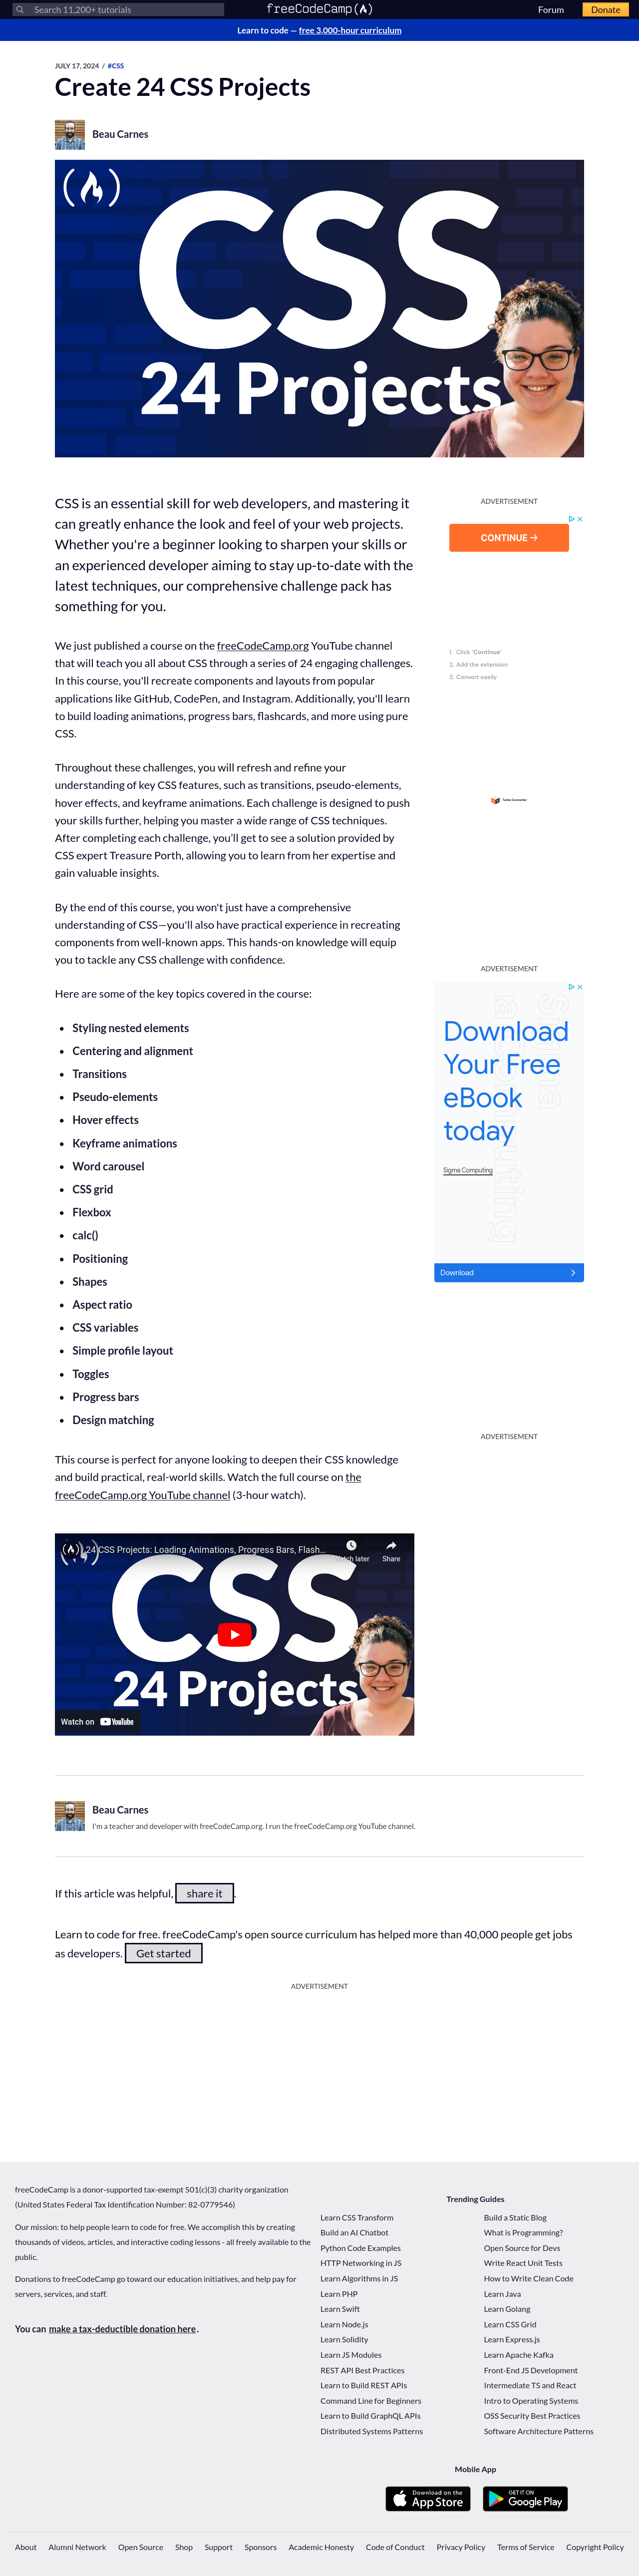 Search 11,200+ tutorials
freeCodeCamp
Forum
Donate
Learn to code — free 3,000-hour curriculum
JULY 17, 2024 / #CSS
Create 24 CSS Projects
Beau Carnes
CSS
24 Projects
CSS is an essential skill for web developers, and mastering it
can greatly enhance the look and feel of your web projects.
Whether you're a beginner looking to sharpen your skills or
an experienced developer aiming to stay up-to-date with the
latest techniques, our comprehensive challenge pack has
something for you.
We just published a course on the freeCodeCamp.org YouTube channel
that will teach you all about CSS through a series of 24 engaging challenges.
In this course, you'll recreate components and layouts from popular
applications like GitHub, CodePen, and Instagram. Additionally, you'll learn
to build loading animations, progress bars, flashcards, and more using pure
CSS.
Throughout these challenges, you will refresh and refine your
understanding of key CSS features, such as transitions, pseudo-elements,
hover effects, and keyframe animations. Each challenge is designed to push
your skills further, helping you master a wide range of CSS techniques.
After completing each challenge, you'll get to see a solution provided by
CSS expert Treasure Porth, allowing you to learn from her expertise and
gain valuable insights.
By the end of this course, you won't just have a comprehensive
understanding of CSS—you'll also have practical experience in recreating
components from well-known apps. This hands-on knowledge will equip
you to tackle any CSS challenge with confidence.
Here are some of the key topics covered in the course:
Styling nested elements
Centering and alignment
Transitions
Pseudo-elements
Hover effects
Keyframe animations
Word carousel
CSS grid
Flexbox
calc()
Positioning
Shapes
Aspect ratio
CSS variables
Simple profile layout
Toggles
Progress bars
Design matching
This course is perfect for anyone looking to deepen their CSS knowledge
and build practical, real-world skills. Watch the full course on the
freeCodeCamp.org YouTube channel (3-hour watch).
ADVERTISEMENT
CONTINUE →
1. Click 'Continue'
2. Add the extension
3. Convert easily
Turbo Converter
ADVERTISEMENT
Download
Your Free
eBook
today
Sigma Computing
Download
ADVERTISEMENT
24 CSS Projects: Loading Animations, Progress Bars, Flash...
Watch later
Share
CSS
24 Projects
Watch on YouTube
Beau Carnes
I'm a teacher and developer with freeCodeCamp.org. I run the freeCodeCamp.org YouTube channel.
If this article was helpful, share it.
Learn to code for free. freeCodeCamp's open source curriculum has helped more than 40,000 people get jobs
as developers. Get started
ADVERTISEMENT
freeCodeCamp is a donor-supported tax-exempt 501(c)(3) charity organization
(United States Federal Tax Identification Number: 82-0779546)
Our mission: to help people learn to code for free. We accomplish this by creating
thousands of videos, articles, and interactive coding lessons - all freely available to the
public.
Donations to freeCodeCamp go toward our education initiatives, and help pay for
servers, services, and staff.
You can make a tax-deductible donation here.
Trending Guides
Learn CSS Transform
Build an AI Chatbot
Python Code Examples
HTTP Networking in JS
Learn Algorithms in JS
Learn PHP
Learn Swift
Learn Node.js
Learn Solidity
Learn JS Modules
REST API Best Practices
Learn to Build REST APIs
Command Line for Beginners
Learn to Build GraphQL APIs
Distributed Systems Patterns
Build a Static Blog
What is Programming?
Open Source for Devs
Write React Unit Tests
How to Write Clean Code
Learn Java
Learn Golang
Learn CSS Grid
Learn Express.js
Learn Apache Kafka
Front-End JS Development
Intermediate TS and React
Intro to Operating Systems
OSS Security Best Practices
Software Architecture Patterns
Mobile App
Download on the
App Store
GET IT ON
Google Play
About Alumni Network Open Source Shop Support Sponsors Academic Honesty Code of Conduct Privacy Policy Terms of Service Copyright Policy